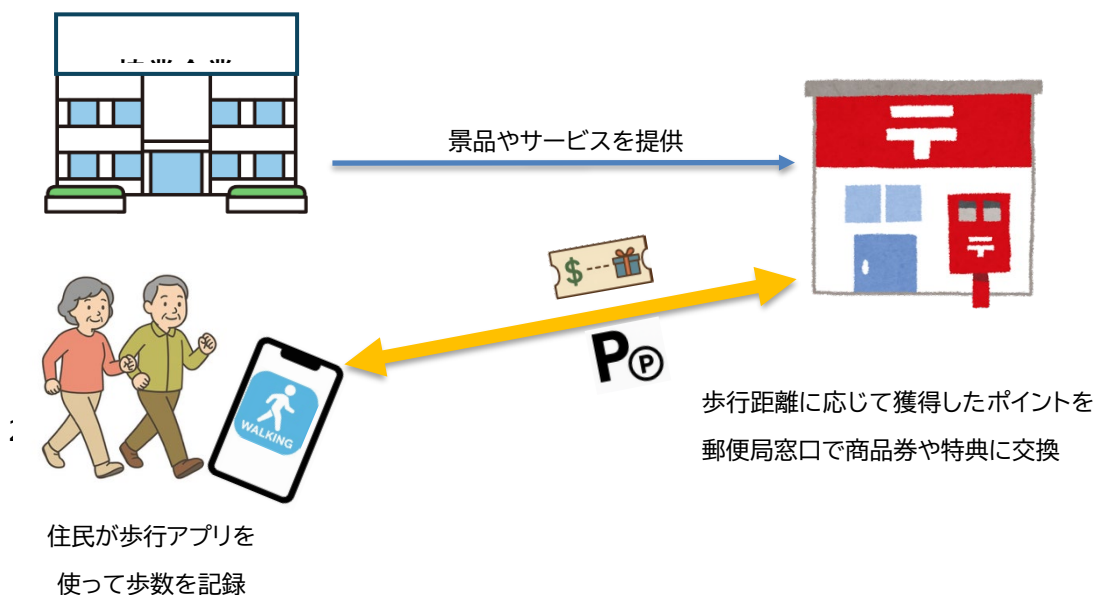 景品やサービスを提供
$
P
P
WALKING
歩行距離に応じて獲得したポイントを
郵便局窓口で商品券や特典に交換
住民が歩行アプリを
使って歩数を記録